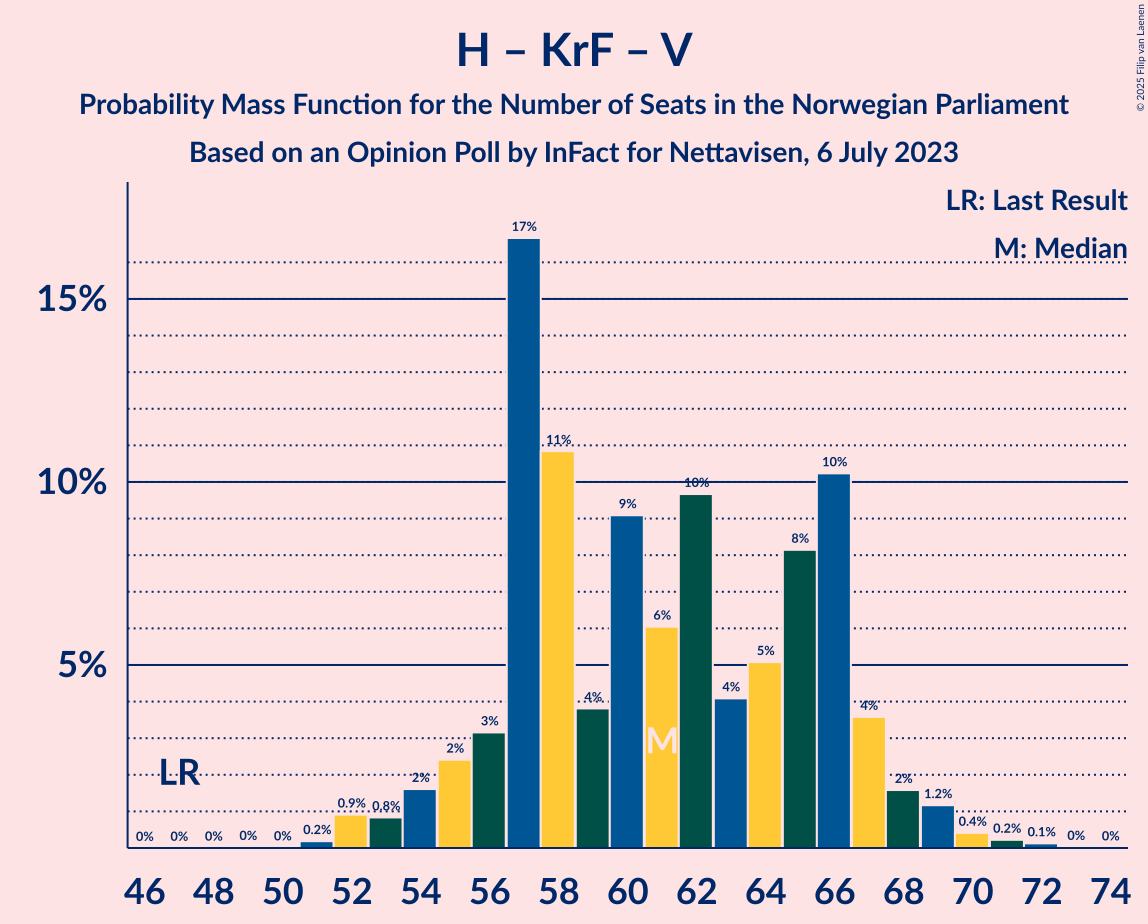 H – KrF – V
Probability Mass Function for the Number of Seats in the Norwegian Parliament
Based on an Opinion Poll by InFact for Nettavisen, 6 July 2023
© 2025 Filip van Laenen
LR: Last Result
M: Median
15%
10%
5%
LR
M
0% 0% 0% 0% 0% 0.2% 0.9% 0.8% 2% 2% 3% 17% 11% 4% 9% 6% 10% 4% 5% 8% 10% 4% 2% 1.2% 0.4% 0.2% 0.1% 0% 0%
46 48 50 52 54 56 58 60 62 64 66 68 70 72 74